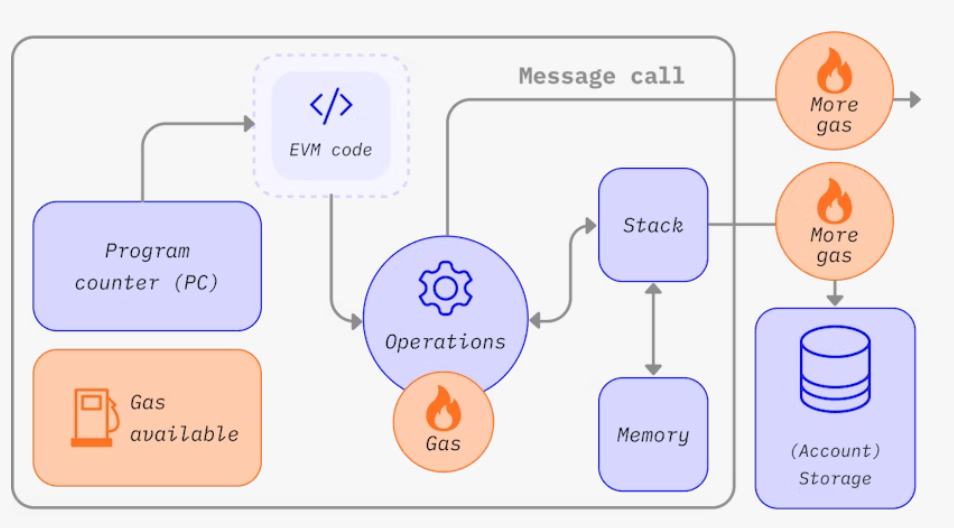 Message call
More
gas
</>
EVM code
Program
counter (PC)
Stack
More
gas
Operations
Gas
available
Gas
Memory
(Account)
Storage